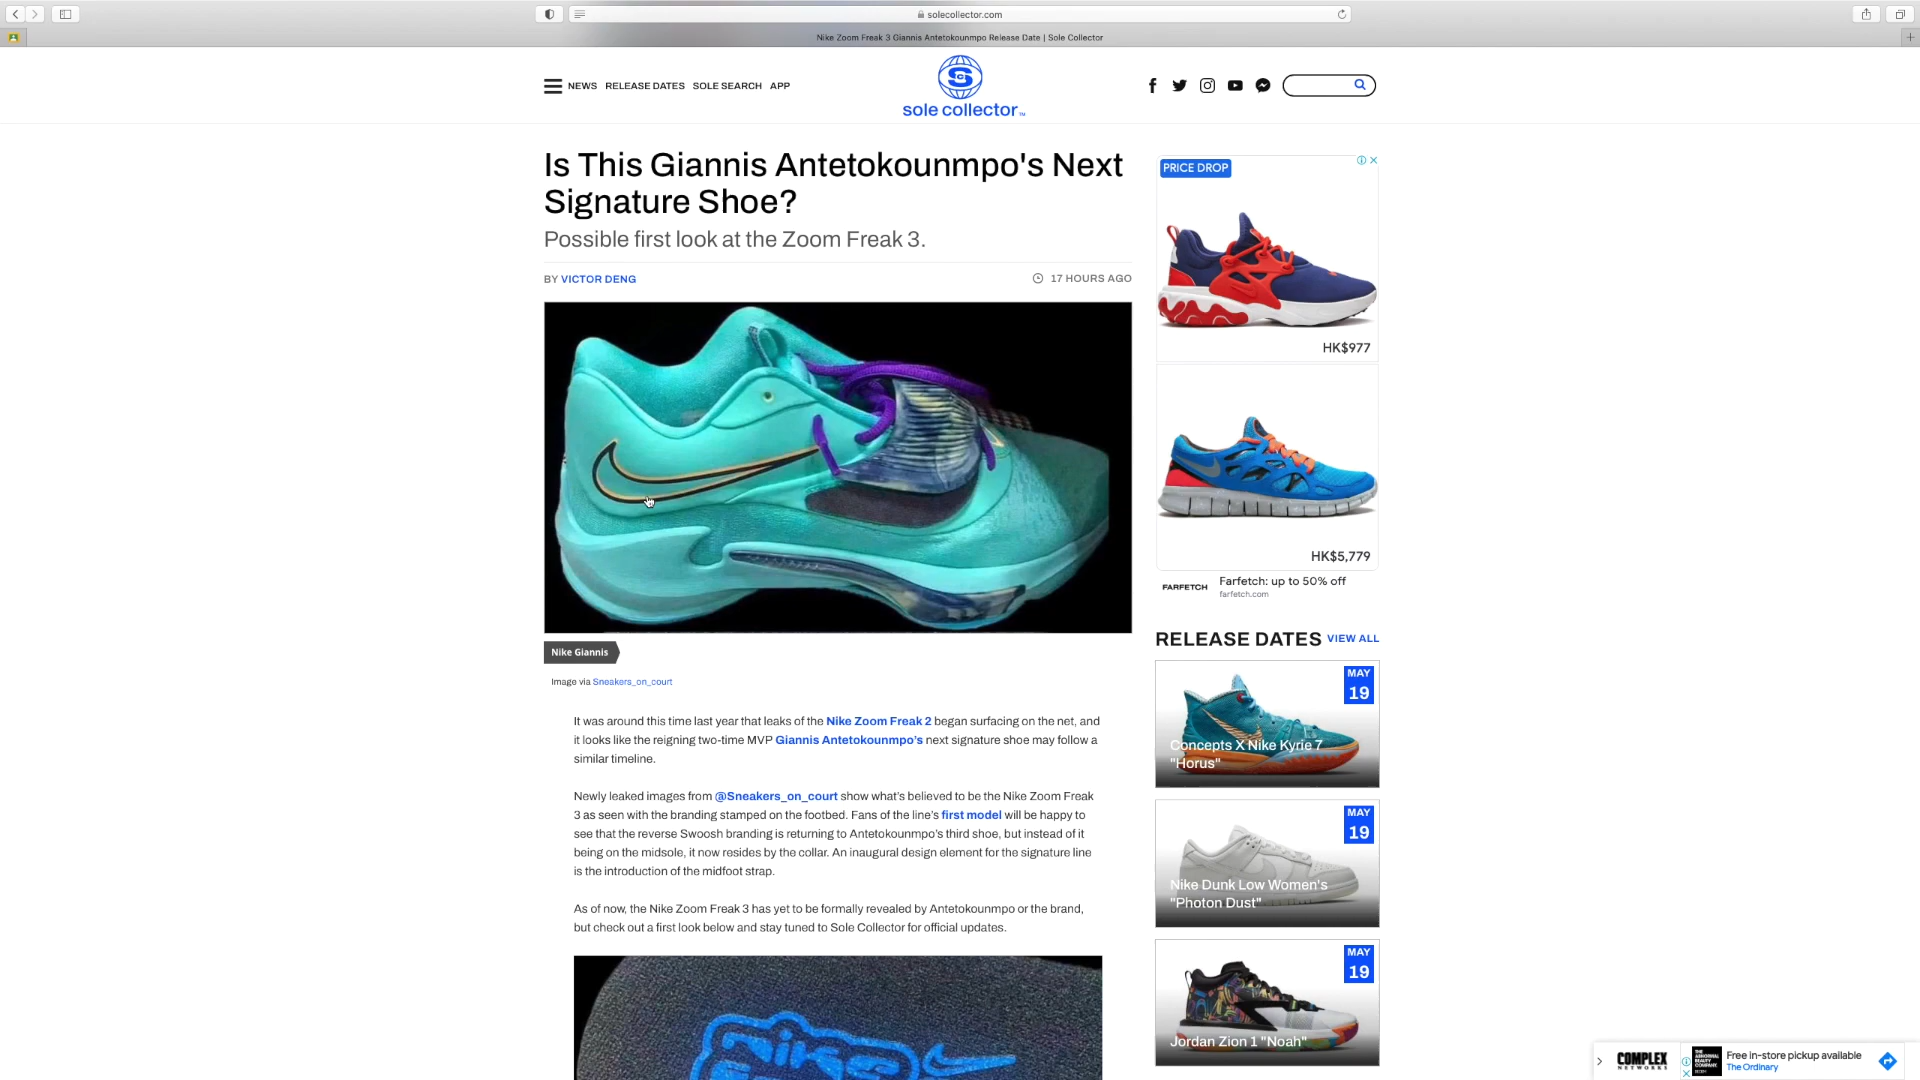 solecollector.com
Nike Zoom Freak 3 Giannis Antetokounmpo Release Date | Sole Collector
NEWS RELEASE DATES SOLE SEARCH APP
sole collector™
Is This Giannis Antetokounmpo's Next
Signature Shoe?
Possible first look at the Zoom Freak 3.
BY VICTOR DENG
17 HOURS AGO
Nike Giannis
Image via Sneakers_on_court
It was around this time last year that leaks of the Nike Zoom Freak 2 began surfacing on the net, and
it looks like the reigning two-time MVP Giannis Antetokounmpo’s next signature shoe may follow a
similar timeline.
Newly leaked images from @Sneakers_on_court show what’s believed to be the Nike Zoom Freak
3 as seen with the branding stamped on the footbed. Fans of the line’s first model will be happy to
see that the reverse Swoosh branding is returning to Antetokounmpo’s third shoe, but instead of it
being on the midsole, it now resides by the collar. An inaugural design element for the signature line
is the introduction of the midfoot strap.
As of now, the Nike Zoom Freak 3 has yet to be formally revealed by Antetokounmpo or the brand,
but check out a first look below and stay tuned to Sole Collector for official updates.
PRICE DROP
HK$977
HK$5,779
FARFETCH
Farfetch: up to 50% off
farfetch.com
RELEASE DATES VIEW ALL
MAY
19
Concepts X Nike Kyrie 7
"Horus"
MAY
19
Nike Dunk Low Women's
"Photon Dust"
MAY
19
Jordan Zion 1 "Noah"
COMPLEX
NETWORKS
Free in-store pickup available
The Ordinary